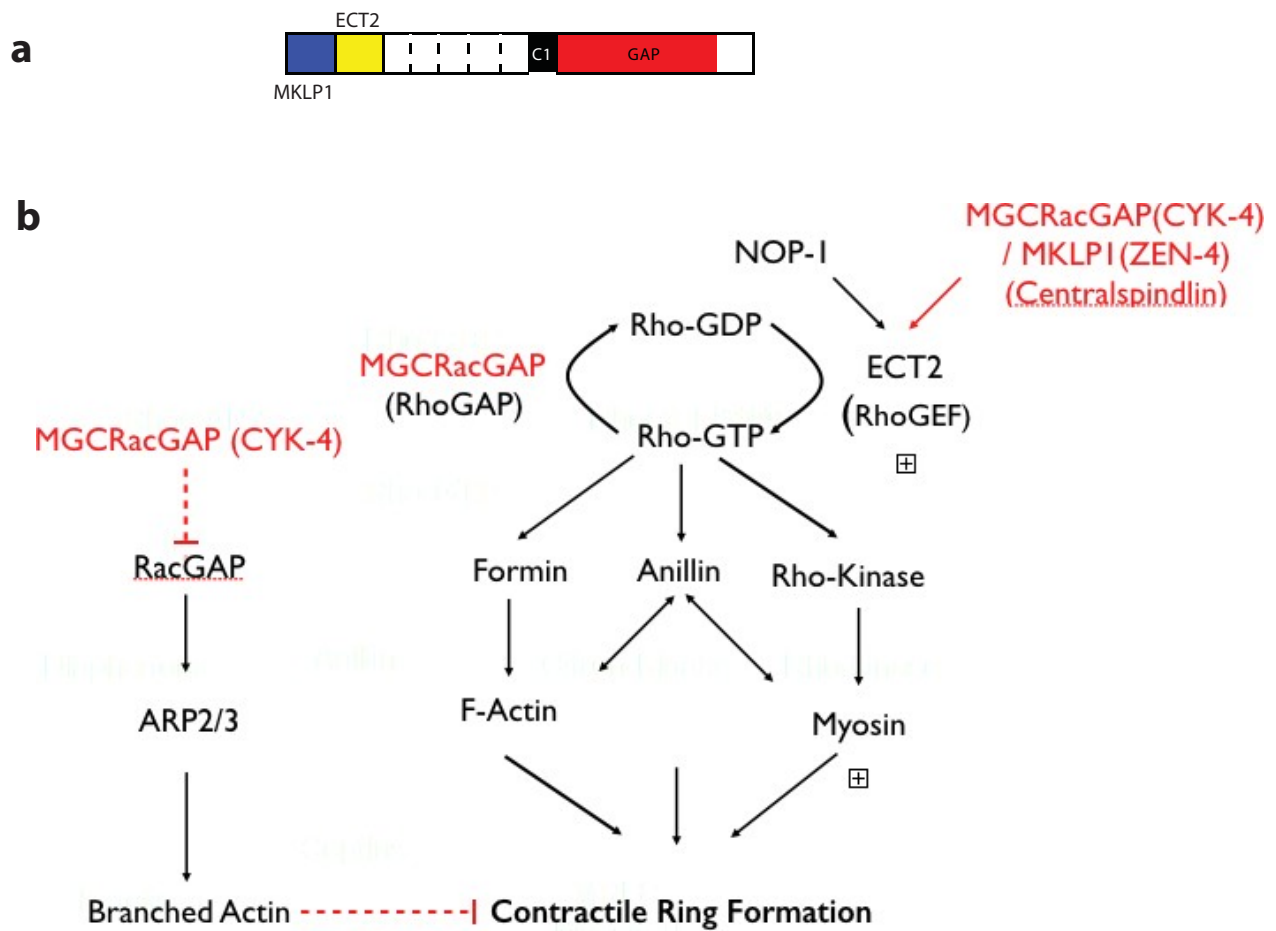 a
ECT2
C1
GAP
MKLP1
b
MGCRacGAP(CYK-4)
/ MKLP1(ZEN-4)
(Centralspindlin)
NOP-1
Rho-GDP
MGCRacGAP
(RhoGAP)
ECT2
(RhoGEF)
Rho-GTP
MGCRacGAP (CYK-4)
RacGAP
Formin
Anillin
Rho-Kinase
ARP2/3
F-Actin
Myosin
Branched Actin
Contractile Ring Formation